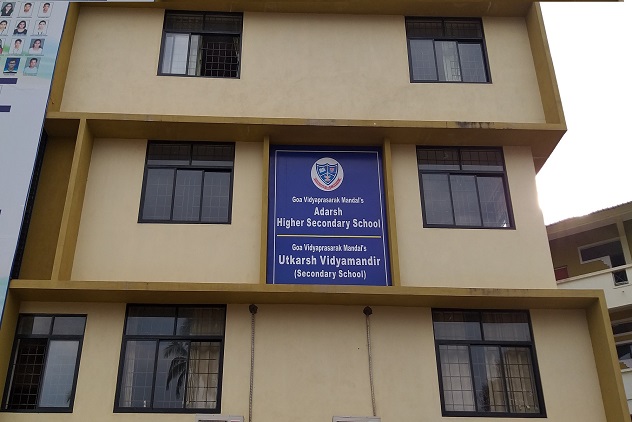 Goa Vidyaprasarak Mandal's
Adarsh
Higher Secondary School
Goa Vidyaprasarak Mandal's
Utkarsh Vidyamandir
(Secondary School)